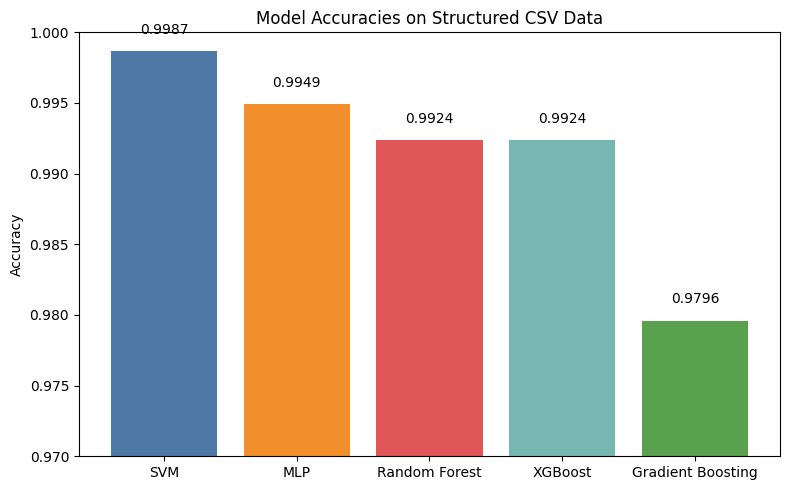 Model Accuracies on Structured CSV Data
0.9987
1.000
0.9949
0.995
0.9924
0.9924
0.990
Accuracy
0.985
0.9796
0.980
0.975
0.970
SVM
MLP
Random Forest
XGBoost
Gradient Boosting